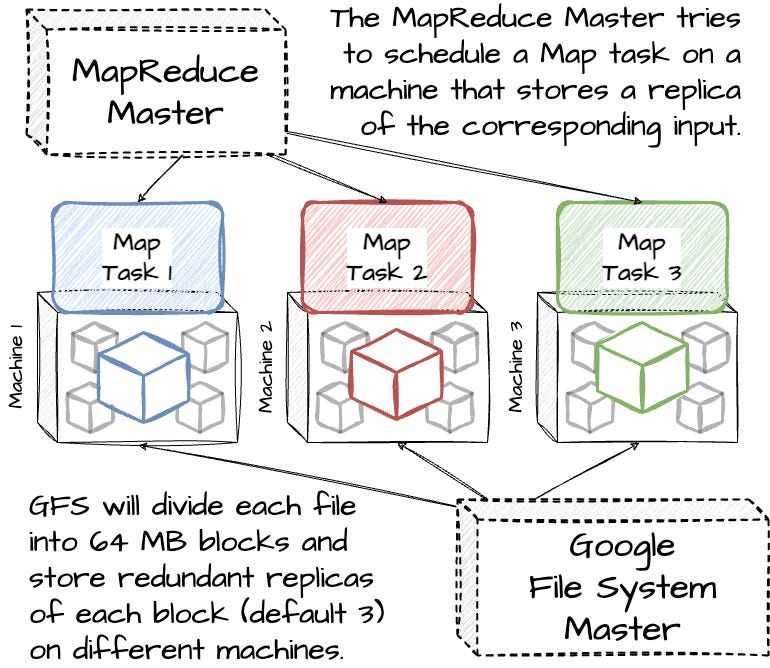 The MapReduce Master tries
to schedule a Map task on a
machine that stores a replica
of the corresponding input.
MapReduce
Master
Map
Task 1
Map
Task 2
Map
Task 3
Machine 1
Machine 2
Machine 3
GFS will divide each file
into 64 MB blocks and
store redundant replicas
of each block (default 3)
on different machines.
Google
File System
Master